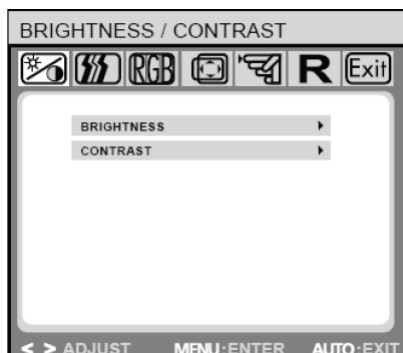 BRIGHTNESS / CONTRAST
RGB R Exit
BRIGHTNESS
CONTRAST
< > ADJUST MENU:ENTER AUTO:EXIT